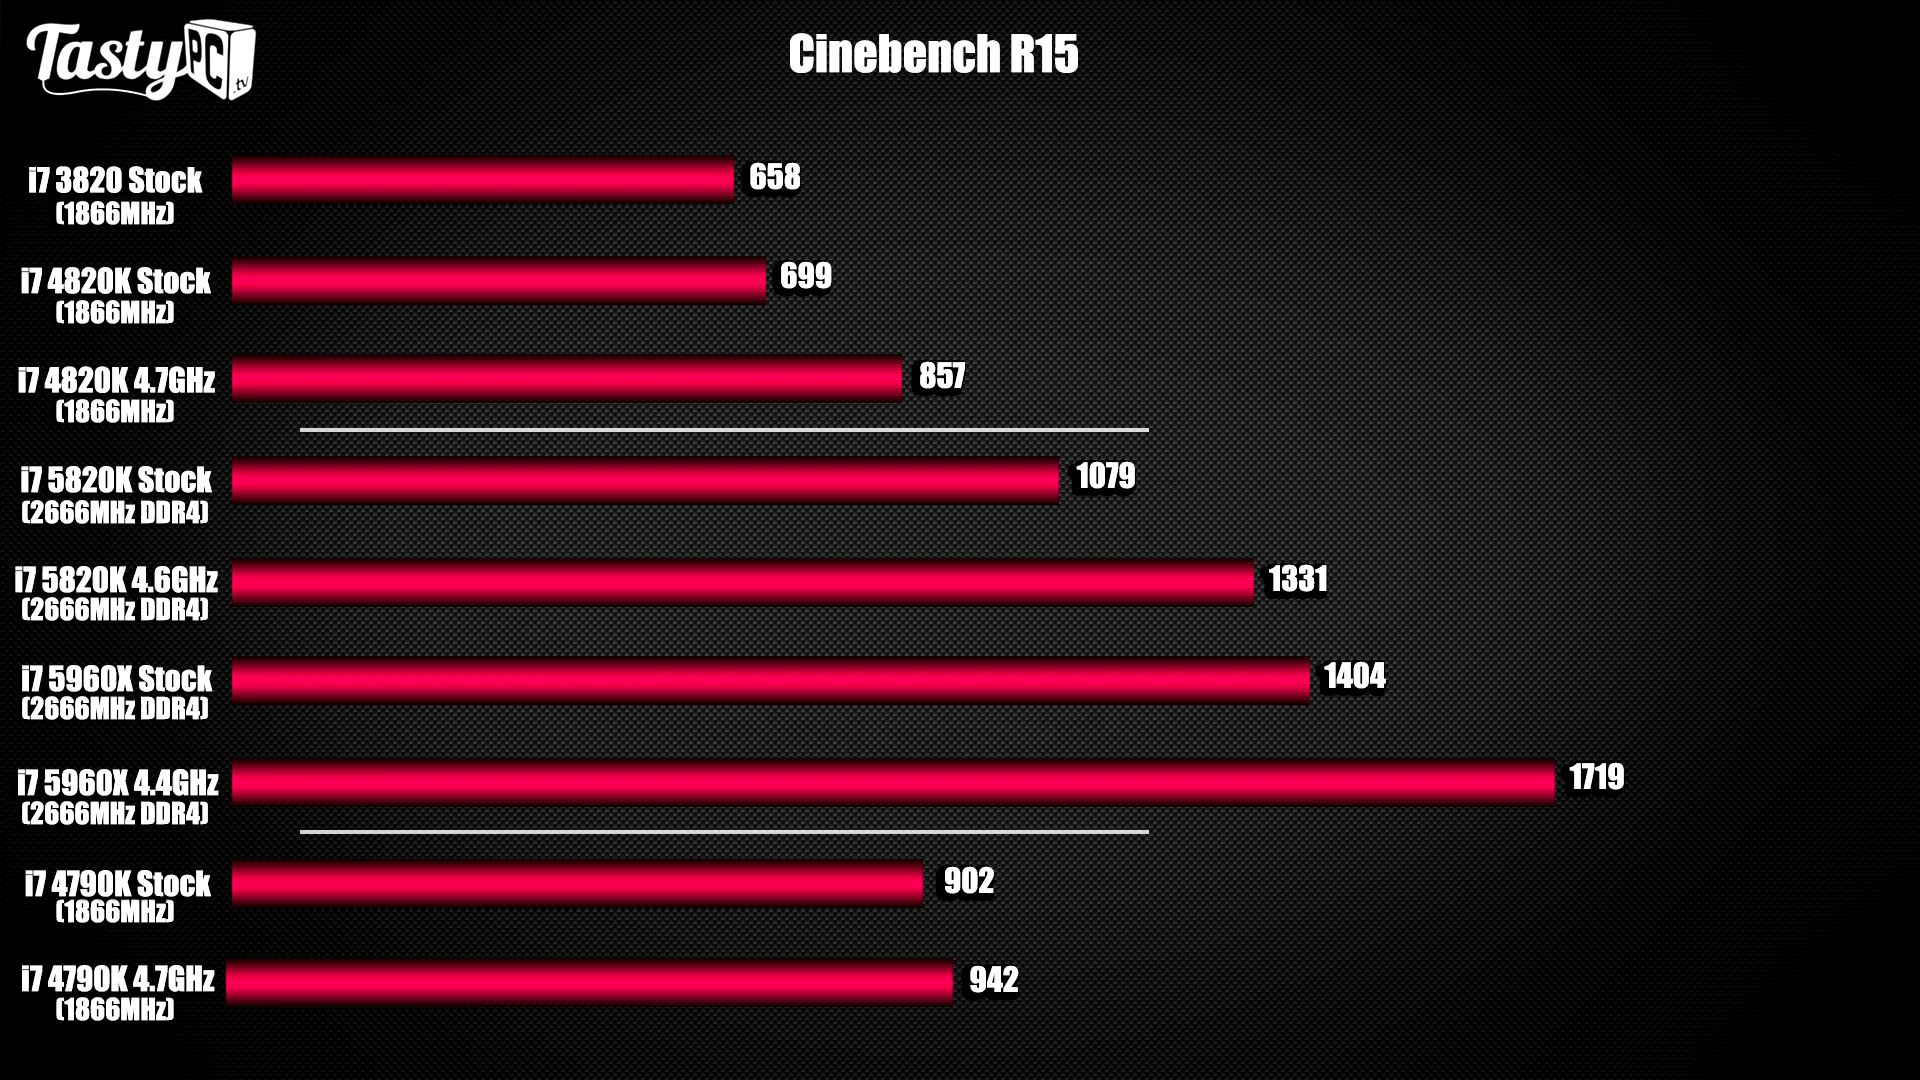 TastyPC.tv
Cinebench R15
i7 3820 Stock
(1866MHz)
658
i7 4820K Stock
(1866MHz)
699
i7 4820K 4.7GHz
(1866MHz)
857
i7 5820K Stock
(2666MHz DDR4)
1079
i7 5820K 4.6GHz
(2666MHz DDR4)
1331
i7 5960X Stock
(2666MHz DDR4)
1404
i7 5960X 4.4GHz
(2666MHz DDR4)
1719
i7 4790K Stock
(1866MHz)
902
i7 4790K 4.7GHz
(1866MHz)
942